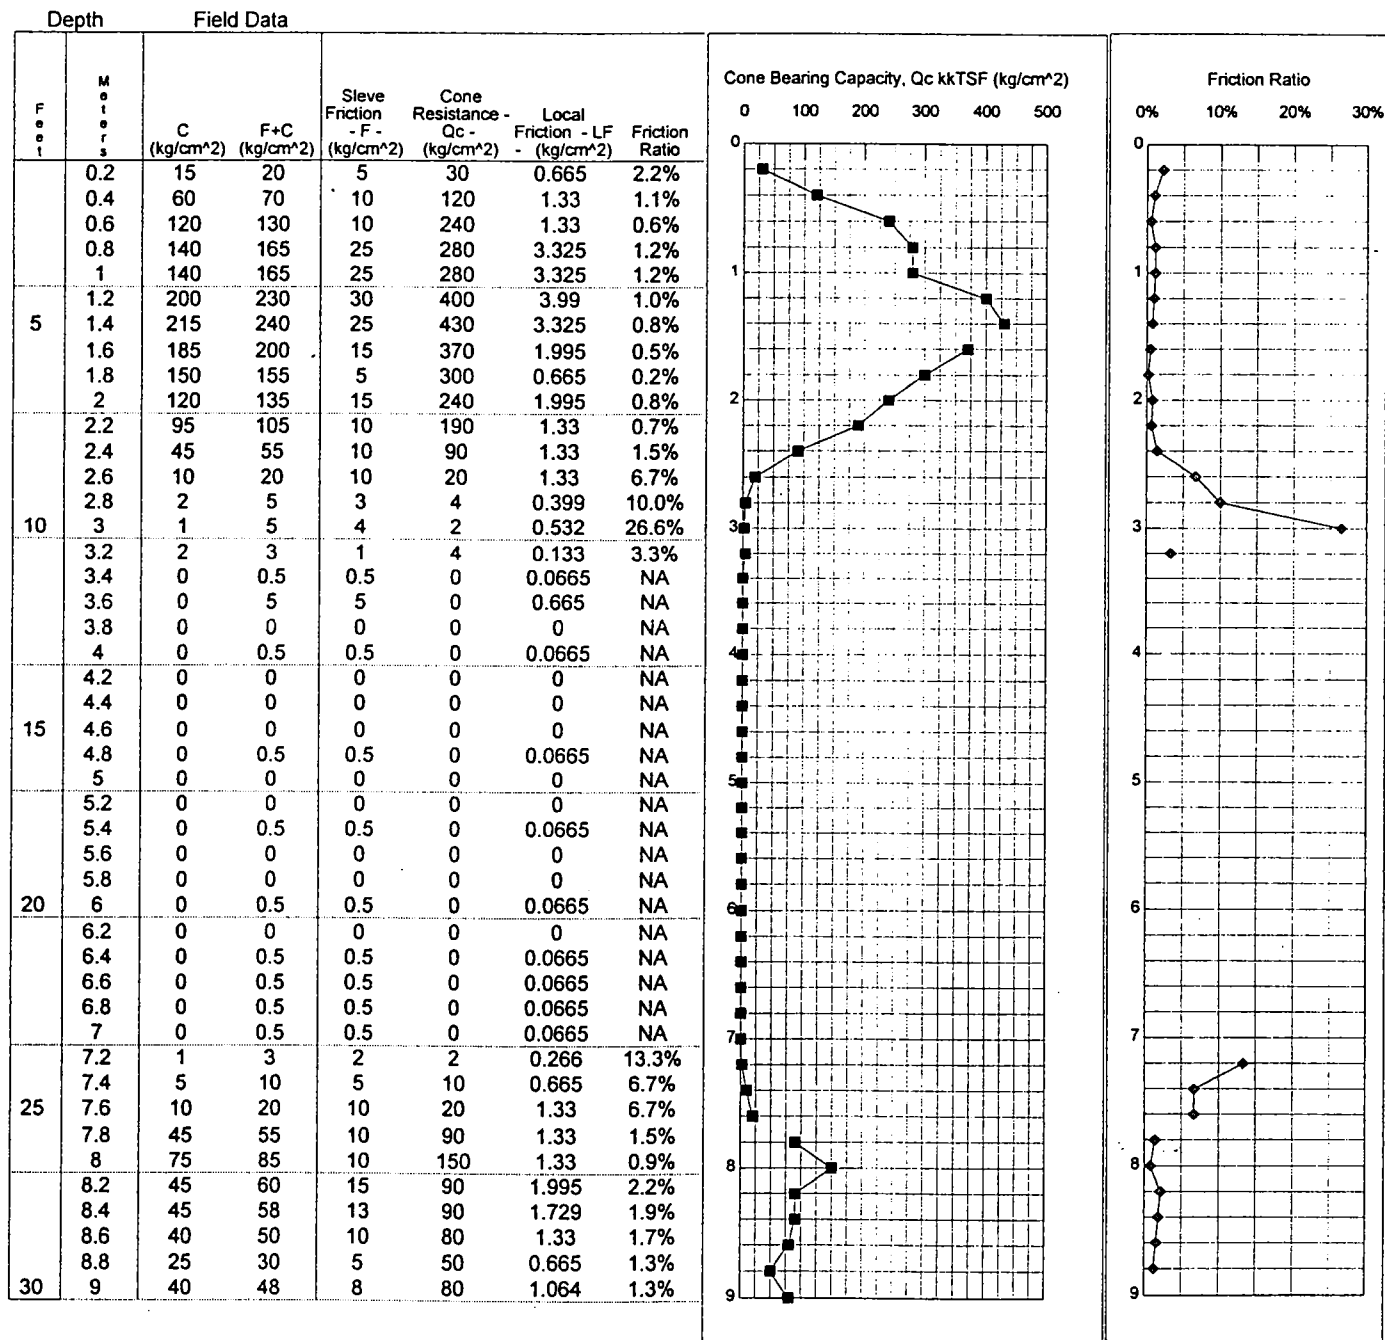 Depth Field Data
Feet Meters C (kg/cm^2) F+C (kg/cm^2) Sleve Friction - F - (kg/cm^2) Cone Resistance - Qc - (kg/cm^2) Local Friction - LF - (kg/cm^2) Friction Ratio
0.2 15 20 5 30 0.665 2.2%
0.4 60 70 10 120 1.33 1.1%
0.6 120 130 10 240 1.33 0.6%
0.8 140 165 25 280 3.325 1.2%
1 140 165 25 280 3.325 1.2%
1.2 200 230 30 400 3.99 1.0%
5 1.4 215 240 25 430 3.325 0.8%
1.6 185 200 15 370 1.995 0.5%
1.8 150 155 5 300 0.665 0.2%
2 120 135 15 240 1.995 0.8%
2.2 95 105 10 190 1.33 0.7%
2.4 45 55 10 90 1.33 1.5%
2.6 10 20 10 20 1.33 6.7%
2.8 2 5 3 4 0.399 10.0%
10 3 1 5 4 2 0.532 26.6%
3.2 2 3 1 4 0.133 3.3%
3.4 0 0.5 0.5 0 0.0665 NA
3.6 0 5 5 0 0.665 NA
3.8 0 0 0 0 0 NA
4 0 0.5 0.5 0 0.0665 NA
4.2 0 0 0 0 0 NA
4.4 0 0 0 0 0 NA
15 4.6 0 0 0 0 0 NA
4.8 0 0.5 0.5 0 0.0665 NA
5 0 0 0 0 0 NA
5.2 0 0 0 0 0 NA
5.4 0 0.5 0.5 0 0.0665 NA
5.6 0 0 0 0 0 NA
5.8 0 0 0 0 0 NA
20 6 0 0.5 0.5 0 0.0665 NA
6.2 0 0 0 0 0 NA
6.4 0 0.5 0.5 0 0.0665 NA
6.6 0 0.5 0.5 0 0.0665 NA
6.8 0 0.5 0.5 0 0.0665 NA
7 0 0.5 0.5 0 0.0665 NA
7.2 1 3 2 2 0.266 13.3%
7.4 5 10 5 10 0.665 6.7%
25 7.6 10 20 10 20 1.33 6.7%
7.8 45 55 10 90 1.33 1.5%
8 75 85 10 150 1.33 0.9%
8.2 45 60 15 90 1.995 2.2%
8.4 45 58 13 90 1.729 1.9%
8.6 40 50 10 80 1.33 1.7%
8.8 25 30 5 50 0.665 1.3%
30 9 40 48 8 80 1.064 1.3%
Cone Bearing Capacity, Qc kkTSF (kg/cm^2)
0 100 200 300 400 500
0
1
2
3
4
5
6
7
8
9
Friction Ratio
0% 10% 20% 30%
0
1
2
3
4
5
6
7
8
9